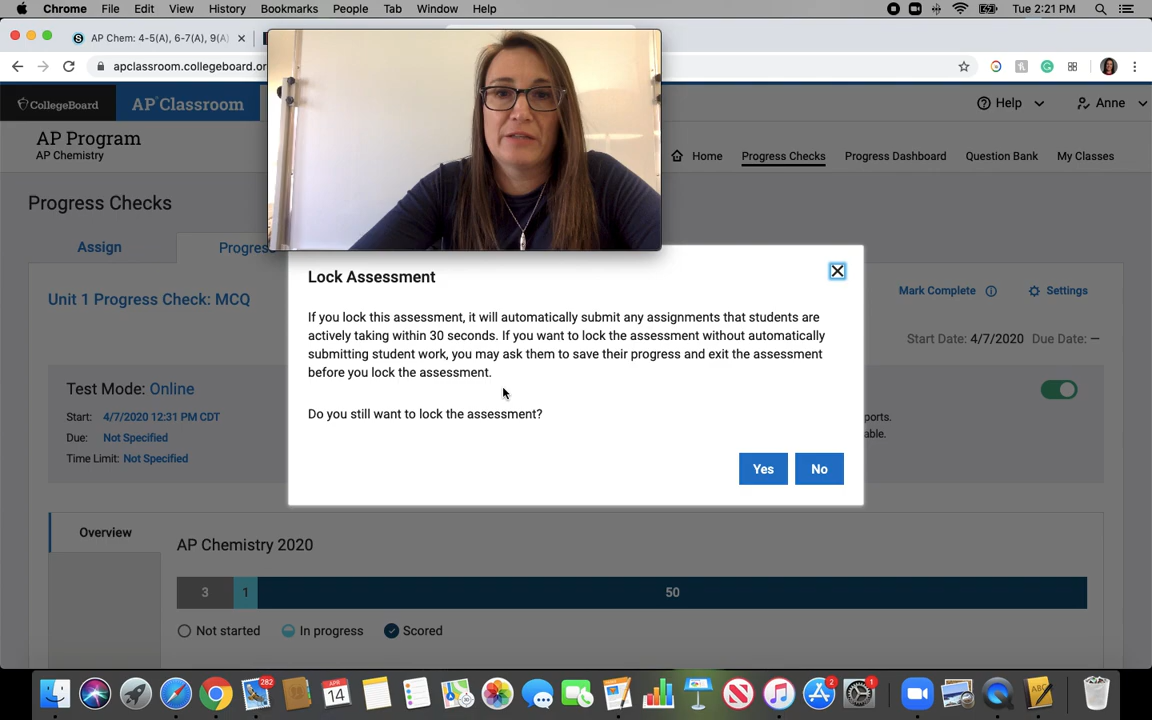 Chrome File Edit View History Bookmarks People Tab Window Help Tue 2:21 PM
AP Chem: 4-5(A), 6-7(A), 9(A)
apclassroom.collegeboard.or
CollegeBoard AP Classroom Help Anne
AP Program
AP Chemistry
Home Progress Checks Progress Dashboard Question Bank My Classes
Progress Checks
Assign Progres
Lock Assessment
Unit 1 Progress Check: MCQ
Mark Complete Settings
If you lock this assessment, it will automatically submit any assignments that students are
actively taking within 30 seconds. If you want to lock the assessment without automatically
submitting student work, you may ask them to save their progress and exit the assessment
before you lock the assessment.
Do you still want to lock the assessment?
Yes No
Start Date: 4/7/2020 Due Date: —
Test Mode: Online
Start: 4/7/2020 12:31 PM CDT
Due: Not Specified
Time Limit: Not Specified
ports.
able.
Overview
AP Chemistry 2020
3 1 50
Not started In progress Scored
282 APR 14 2 1